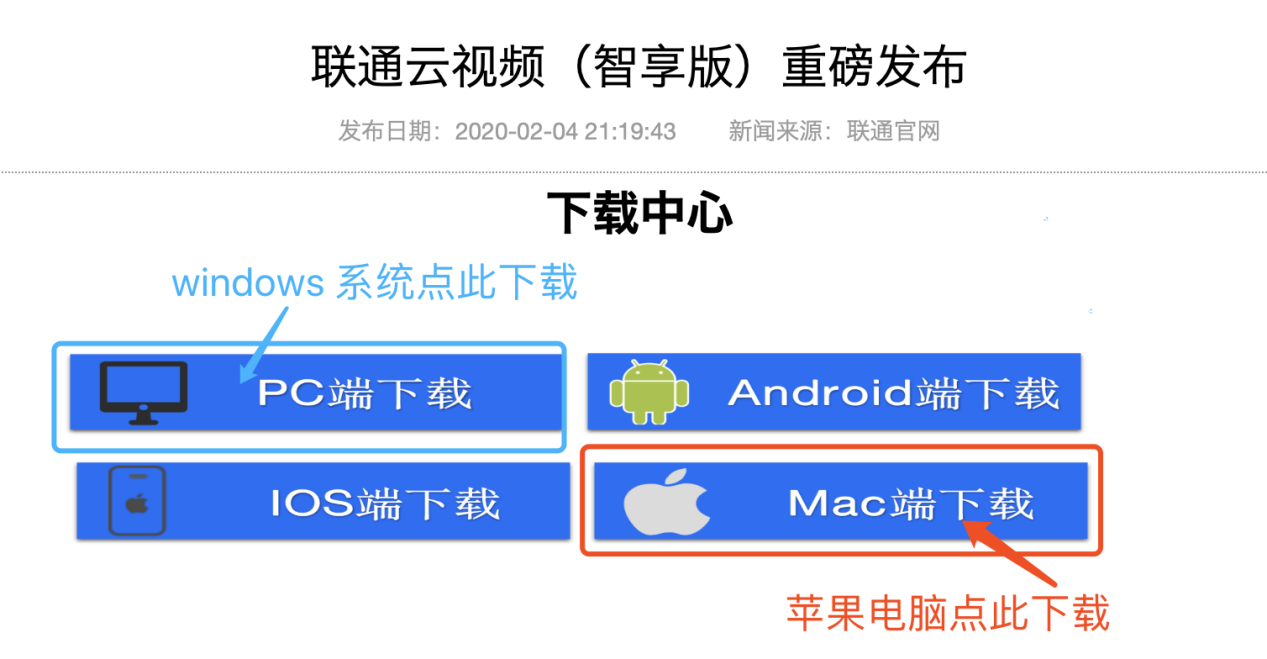 联通云视频（智享版）重磅发布
发布日期：2020-02-04 21:19:43 新闻来源：联通官网
下载中心
windows 系统点此下载
PC端下载
Android端下载
IOS端下载
Mac端下载
苹果电脑点此下载